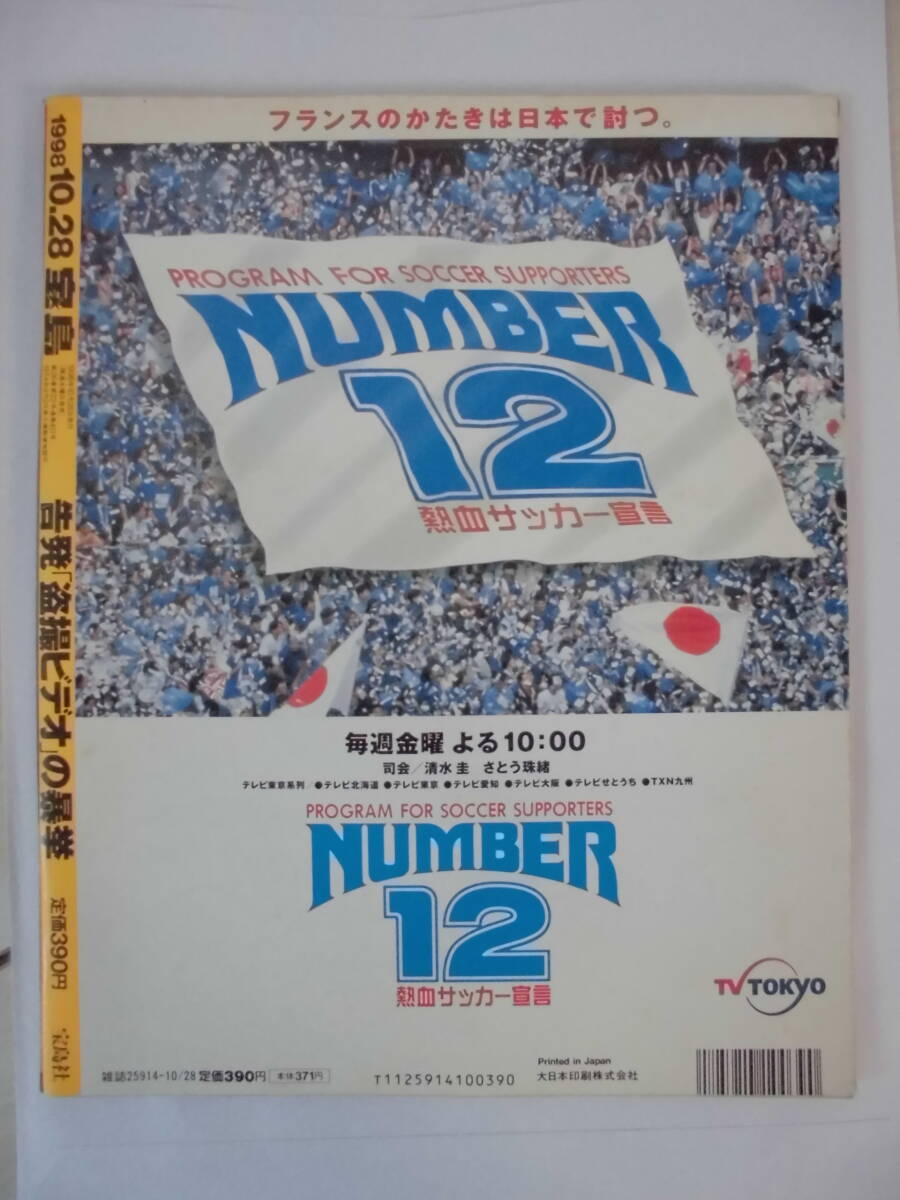 フランスのかたきは日本で討つ。
PROGRAM FOR SOCCER SUPPORTERS
NUMBER
12
熱血サッカー宣言
毎週金曜 よる10:00
司会/清水 圭 さとう珠緒
テレビ東京系列/●テレビ北海道 ●テレビ東京 ●テレビ愛知 ●テレビ大阪 ●テレビせとうち ●TXN九州
PROGRAM FOR SOCCER SUPPORTERS
NUMBER
12
熱血サッカー宣言
TV TOKYO
雑誌25914-10/28 定価390円 本体371円
T1125914100390
Printed in Japan
大日本印刷株式会社
1998 10.28 宝島
告発「盗撮ビデオ」の暴挙
定価390円
宝島社